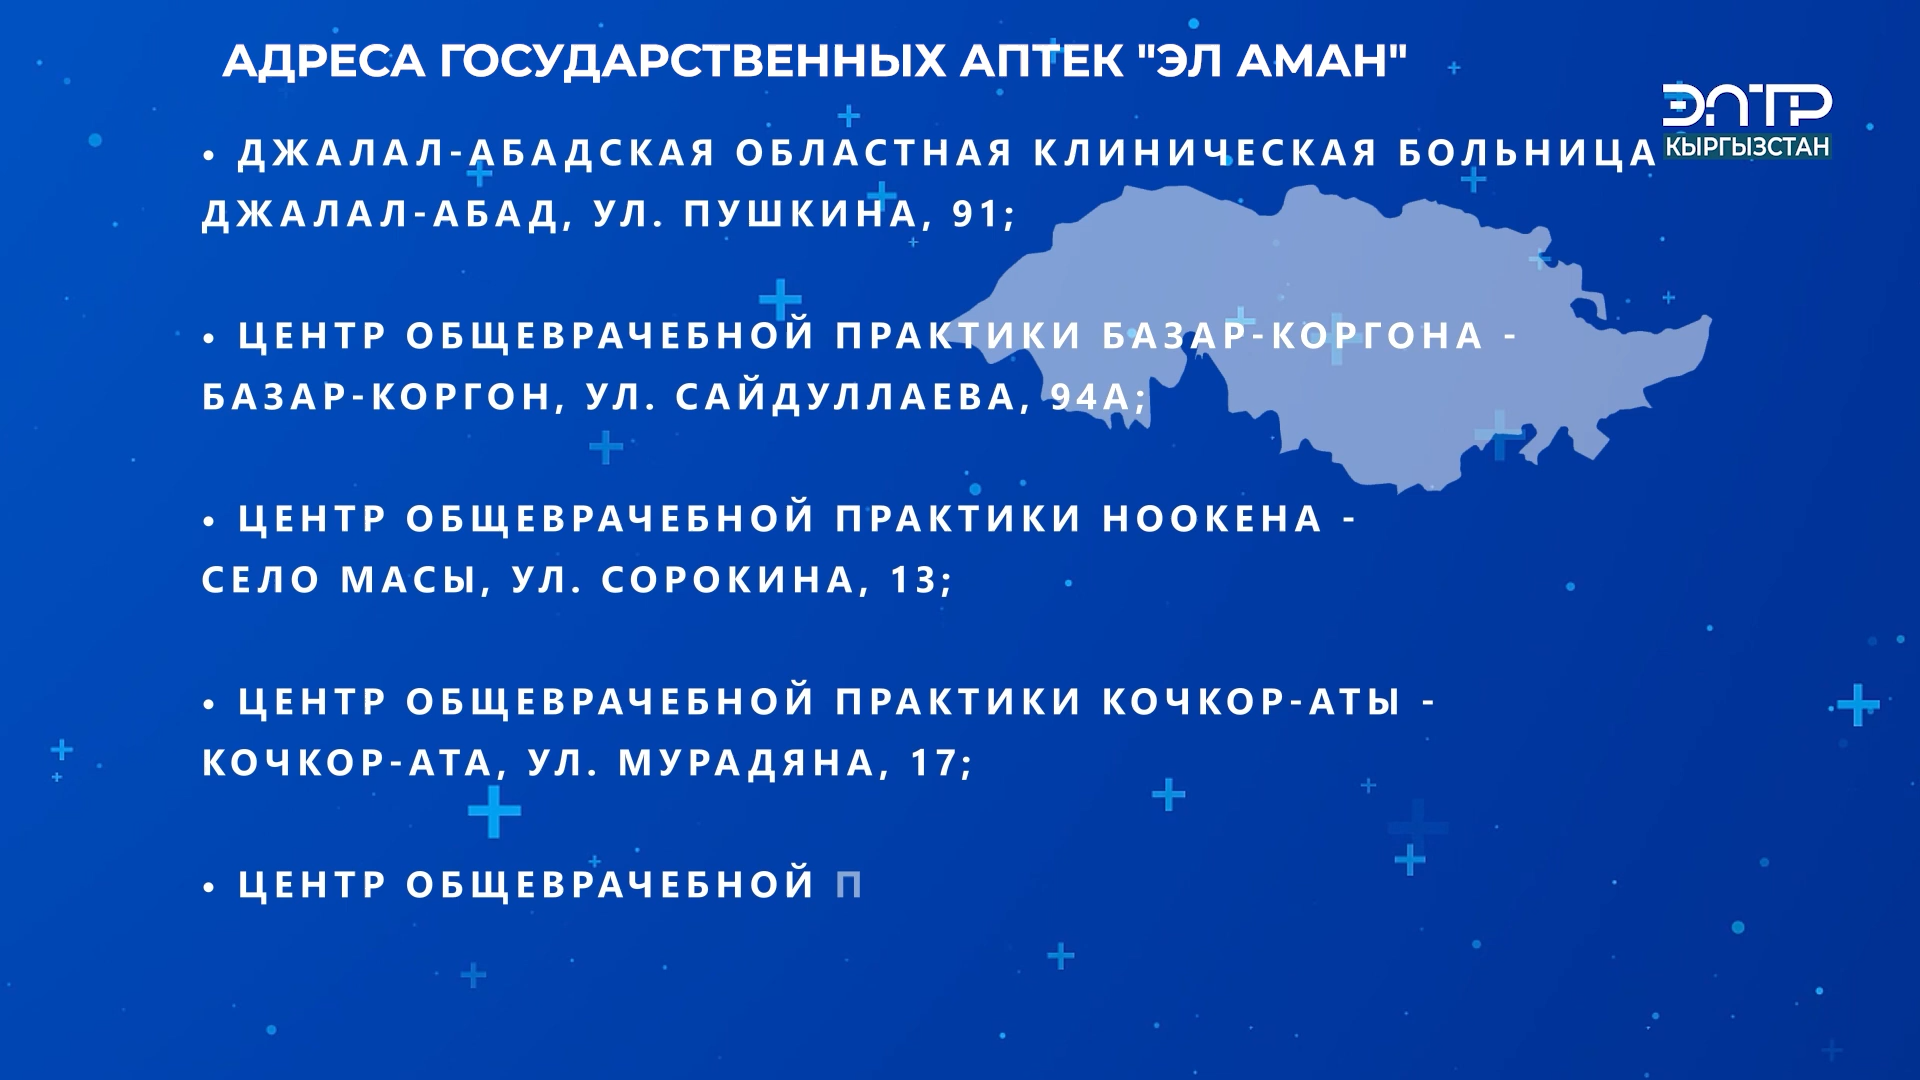 АДРЕСА ГОСУДАРСТВЕННЫХ АПТЕК "ЭЛ АМАН"
ЭЛТР
КЫРГЫЗСТАН
• ДЖАЛАЛ-АБАДСКАЯ ОБЛАСТНАЯ КЛИНИЧЕСКАЯ БОЛЬНИЦА
ДЖАЛАЛ-АБАД, УЛ. ПУШКИНА, 91;
• ЦЕНТР ОБЩЕВРАЧЕБНОЙ ПРАКТИКИ БАЗАР-КОРГОНА -
БАЗАР-КОРГОН, УЛ. САЙДУЛЛАЕВА, 94А;
• ЦЕНТР ОБЩЕВРАЧЕБНОЙ ПРАКТИКИ НООКЕНА -
СЕЛО МАСЫ, УЛ. СОРОКИНА, 13;
• ЦЕНТР ОБЩЕВРАЧЕБНОЙ ПРАКТИКИ КОЧКОР-АТЫ -
КОЧКОР-АТА, УЛ. МУРАДЯНА, 17;
• ЦЕНТР ОБЩЕВРАЧЕБНОЙ П